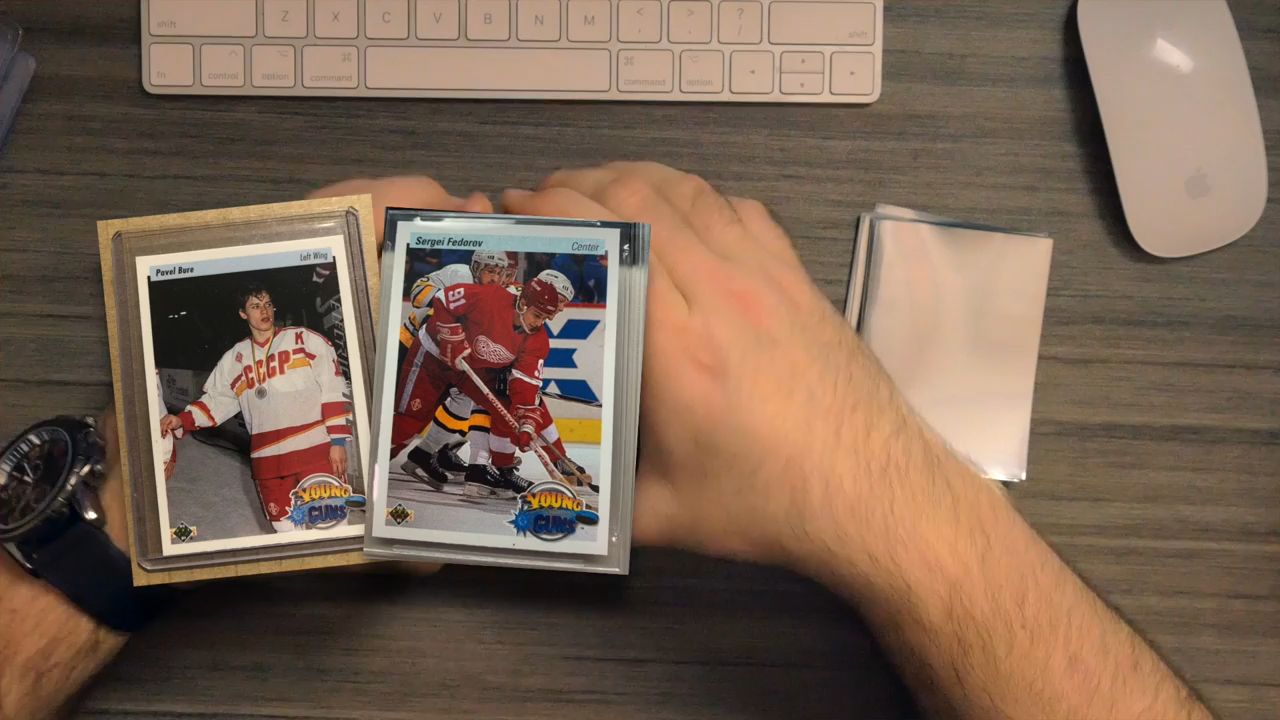 shift Z X C V B N M < , > . ? / shift
fn control option command command option
Pavel Bure Left Wing
K
CCCP
YOUNG
GUNS
Sergei Fedorov Center
91
YOUNG
GUNS